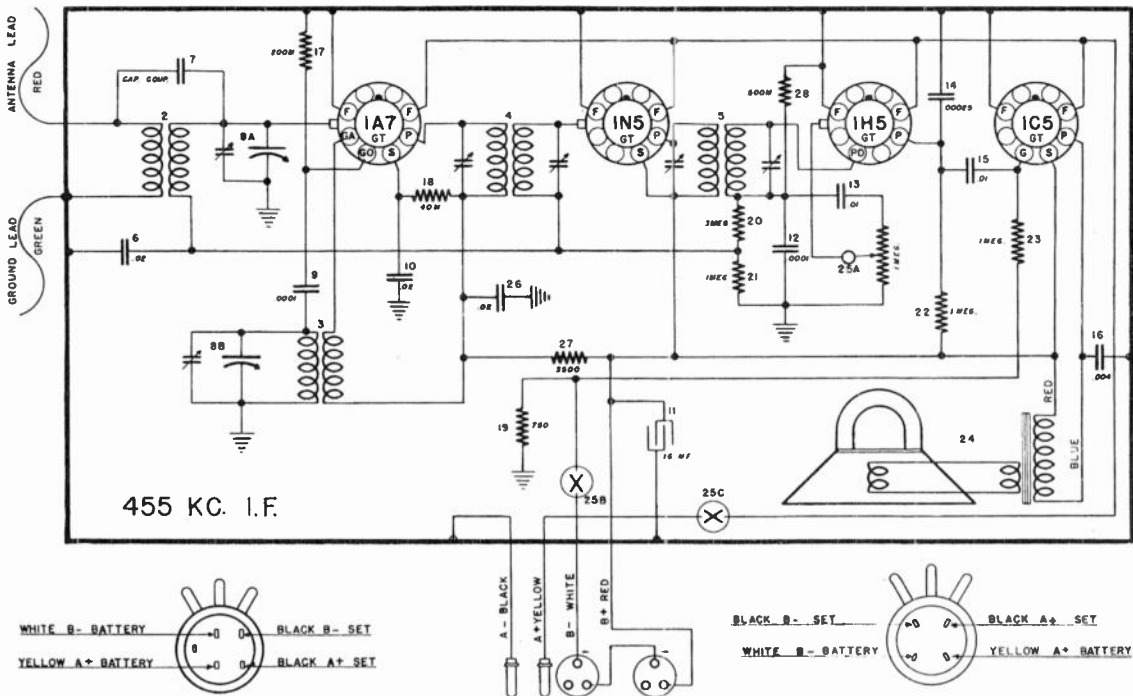 ANTENNA LEAD
RED
GROUND LEAD
GREEN
7
CAP. COUP.
2
8A
6
.02
17
200M
1A7
GT
F
F
GA
P
GO
S
18
40M
9
.0001
10
.02
3
8B
4
1N5
GT
F
F
P
S
26
.02
27
3500
19
750
5
28
500M
20
3MEG
21
1MEG
12
.0001
13
.01
25A
1MEG.
1H5
GT
F
F
P
PD
14
.00025
15
.01
22
1MEG.
1C5
GT
F
F
P
G
S
23
1MEG.
16
.004
RED
BLUE
24
11
16 MF
25B
25C
455 KC. I.F.
A- BLACK
A+YELLOW
B- WHITE
B+ RED
WHITE B- BATTERY
BLACK B- SET
YELLOW A+ BATTERY
BLACK A+ SET
8
BLACK B- SET
BLACK A+ SET
WHITE B- BATTERY
YELLOW A+ BATTERY